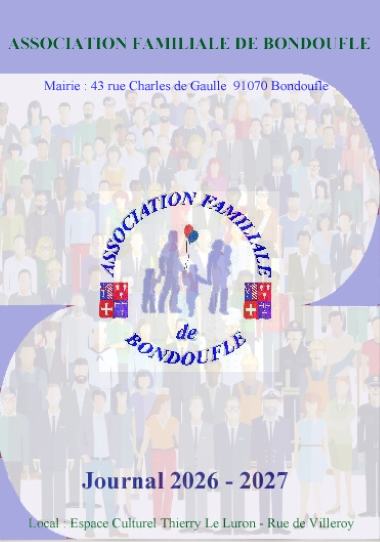 ASSOCIATION FAMILIALE DE BONDOUFLE
Mairie : 43 rue Charles de Gaulle 91070 Bondoufle
ASSOCIATION FAMILIALE
de
BONDOUFLE
Journal 2026 - 2027
Local : Espace Culturel Thierry Le Luron - Rue de Villeroy